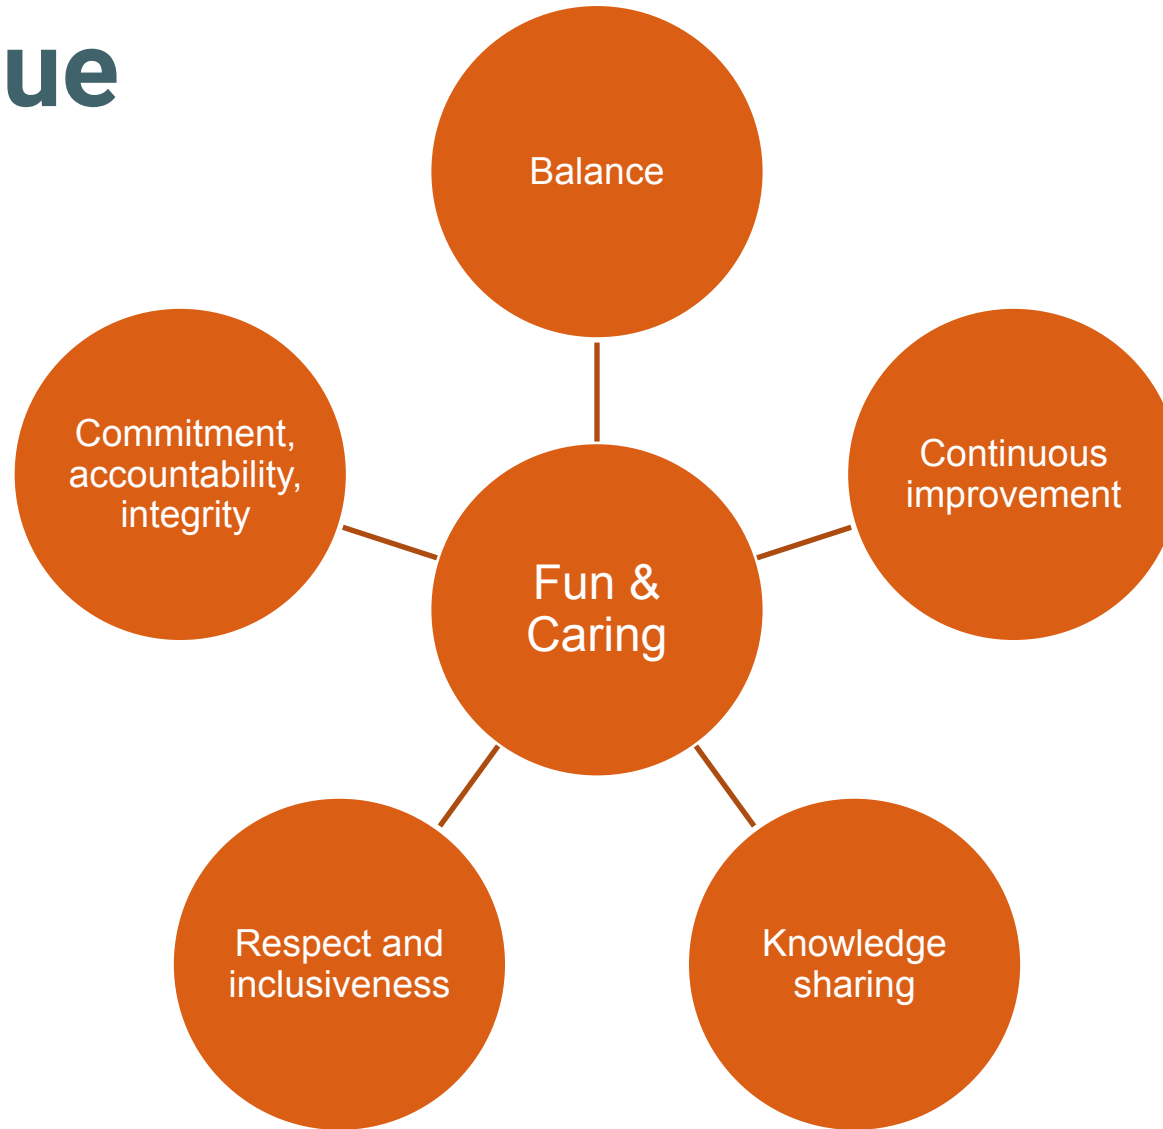 ue
Balance
Commitment,
accountability,
integrity
Continuous
improvement
Fun &
Caring
Respect and
inclusiveness
Knowledge
sharing